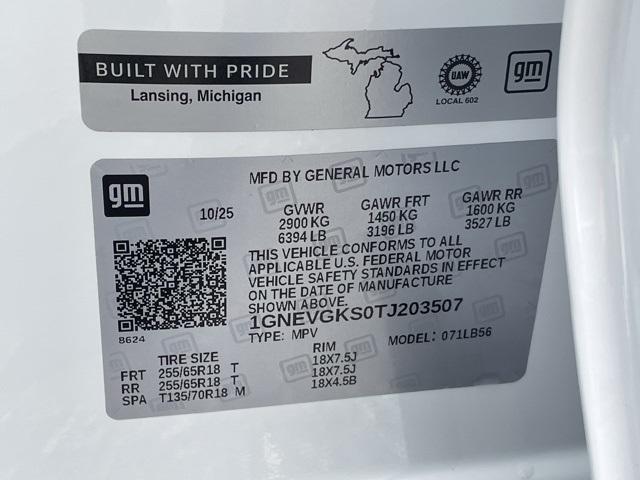 BUILT WITH PRIDE
Lansing, Michigan
UAW
LOCAL 602
gm
gm
MFD BY GENERAL MOTORS LLC
10/25 GVWR GAWR FRT GAWR RR
2900 KG 1450 KG 1600 KG
6394 LB 3196 LB 3527 LB
THIS VEHICLE CONFORMS TO ALL
APPLICABLE U.S. FEDERAL MOTOR
VEHICLE SAFETY STANDARDS IN EFFECT
ON THE DATE OF MANUFACTURE
SHOWN ABOVE.
1GNEVGKS0TJ203507
TYPE: MPV MODEL: 071LB56
8624
TIRE SIZE RIM
FRT 255/65R18 T 18X7.5J
RR 255/65R18 T 18X7.5J
SPA T135/70R18 M 18X4.5B